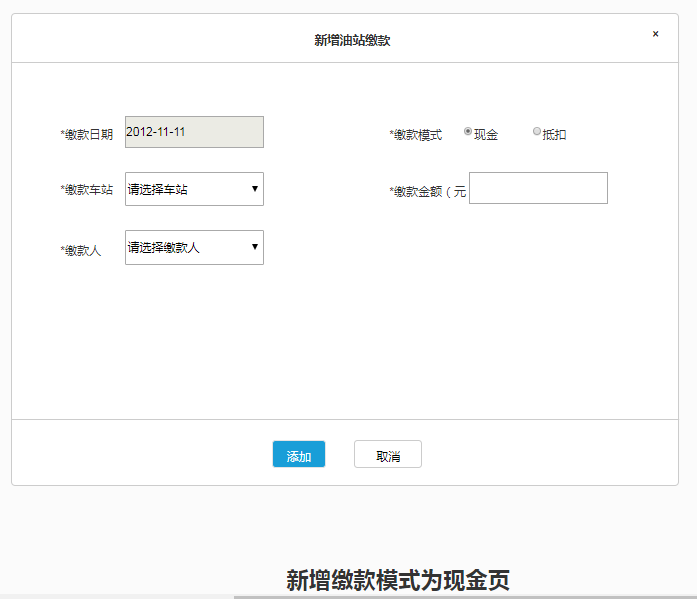 新增油站缴款
×
*缴款日期 2012-11-11 *缴款模式 现金 抵扣
*缴款车站 请选择车站 *缴款金额（元
*缴款人 请选择缴款人
添加 取消
新增缴款模式为现金页